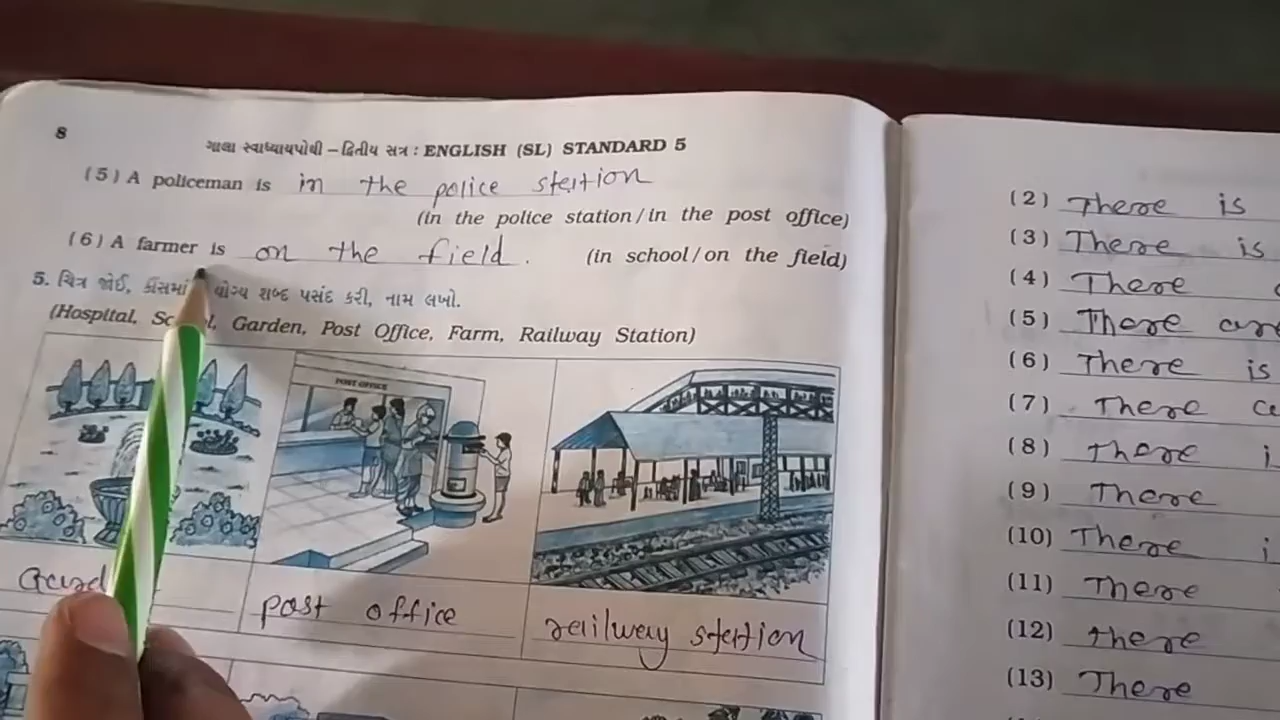 8
ગાલા સ્વાધ્યાયપોથી – દ્વિતીય સત્ર : ENGLISH (SL) STANDARD 5
(5) A policeman is in the police station
(in the police station/in the post office)
(6) A farmer is on the field. (in school/on the field)
5. ચિત્ર જોઈ, કૌંસમાં યોગ્ય શબ્દ પસંદ કરી, નામ લખો.
(Hospital, Garden, Post Office, Farm, Railway Station)
POST OFFICE
post office
railway station
(2) There is
(3) There is
(4) There
(5) There are
(6) There is
(7) There
(8) There
(9) There
(10) There
(11) There
(12) there
(13) There